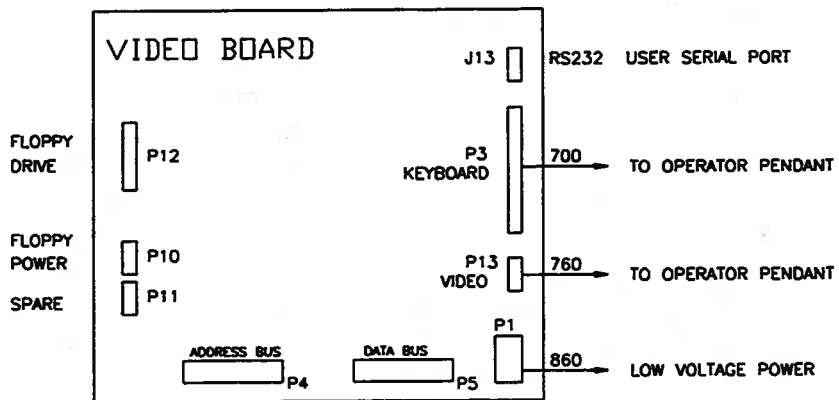 VIDEO BOARD
J13 RS232 USER SERIAL PORT
FLOPPY
DRIVE
P12
P3
KEYBOARD
700 TO OPERATOR PENDANT
FLOPPY
POWER
P10
P13
VIDEO
760 TO OPERATOR PENDANT
SPARE
P11
P1
860 LOW VOLTAGE POWER
ADDRESS BUS
P4
DATA BUS
P5